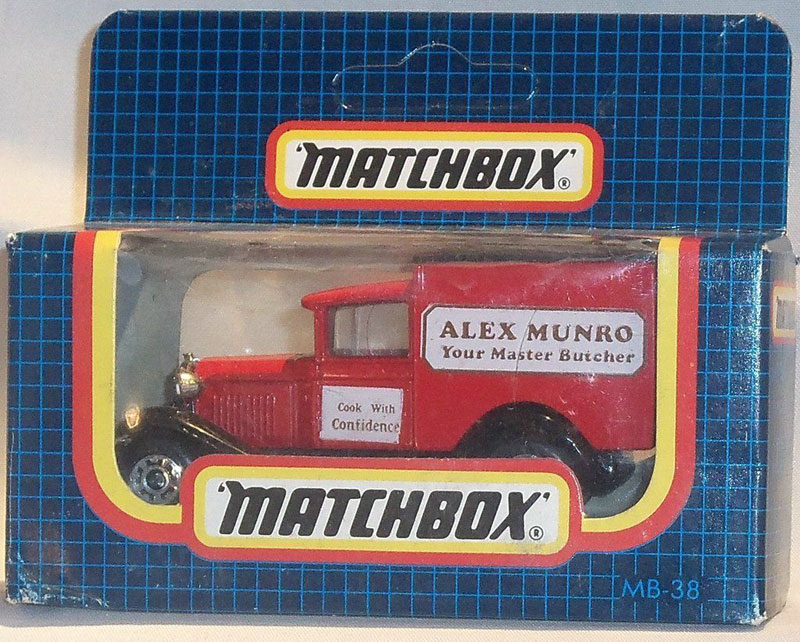 'MATCHBOX'®
ALEX MUNRO
Your Master Butcher
Cook With
Confidence
'MATCHBOX'®
MB-38